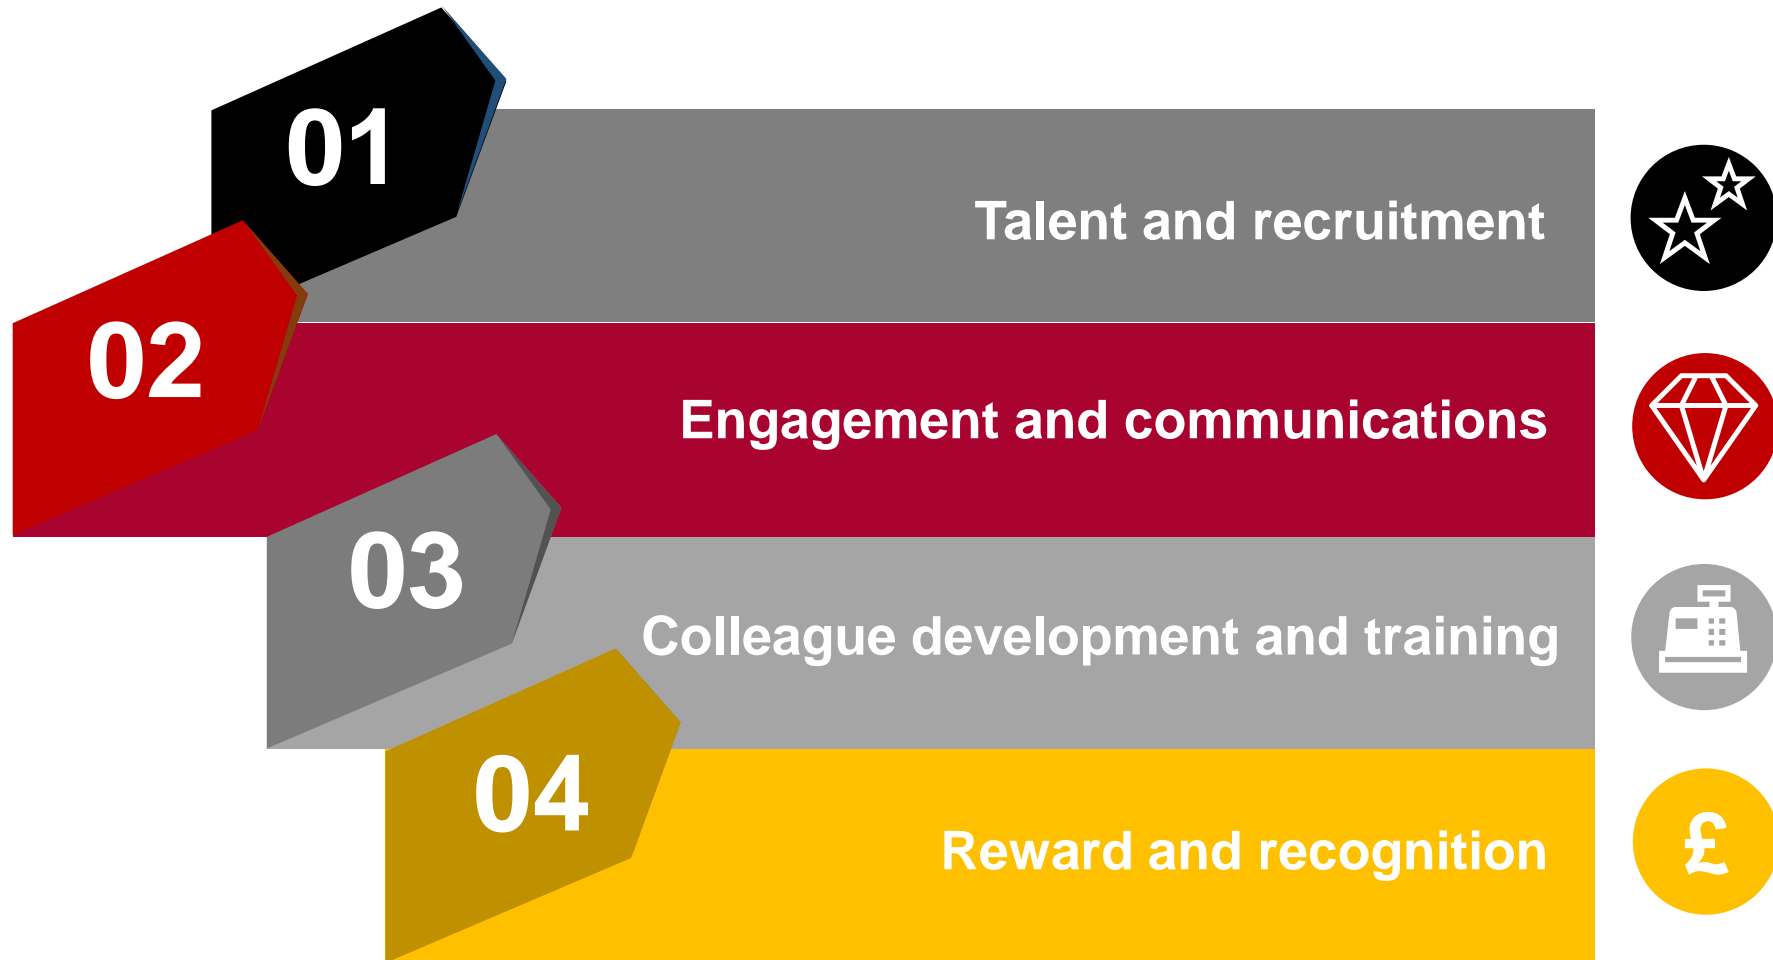 01
Talent and recruitment
02
Engagement and communications
03
Colleague development and training
04
Reward and recognition
£